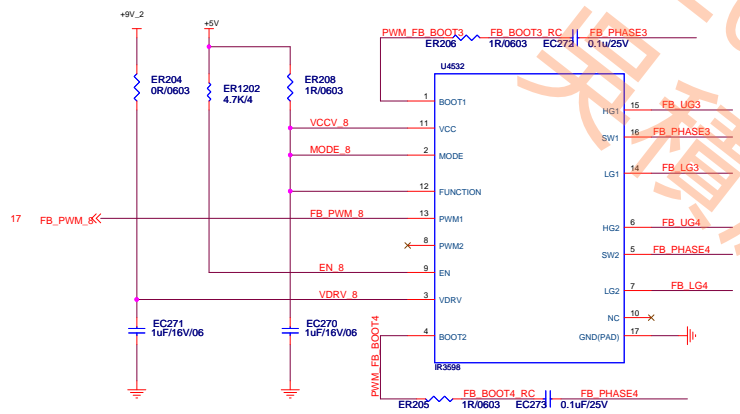 +9V_2
+5V
PWM_FB_BOOT3
FB_BOOT3_RC
FB_PHASE3
ER206
1R/0603
EC272
0.1u/25V
ER204
0R/0603
ER1202
4.7K/4
ER208
1R/0603
U4532
1
BOOT1
VCCV_8
11
VCC
MODE_8
2
MODE
12
FUNCTION
17
FB_PWM_8
FB_PWM_8
13
PWM1
8
PWM2
EN_8
9
EN
VDRV_8
3
VDRV
4
BOOT2
HG1
15
FB_UG3
SW1
16
FB_PHASE3
LG1
14
FB_LG3
HG2
6
FB_UG4
SW2
5
FB_PHASE4
LG2
7
FB_LG4
NC
10
GND(PAD)
17
EC271
1uF/16V/06
EC270
1uF/16V/06
PWM_FB_BOOT4
IR3598
FB_BOOT4_RC
FB_PHASE4
ER205
1R/0603
EC273
0.1uF/25V
吳積